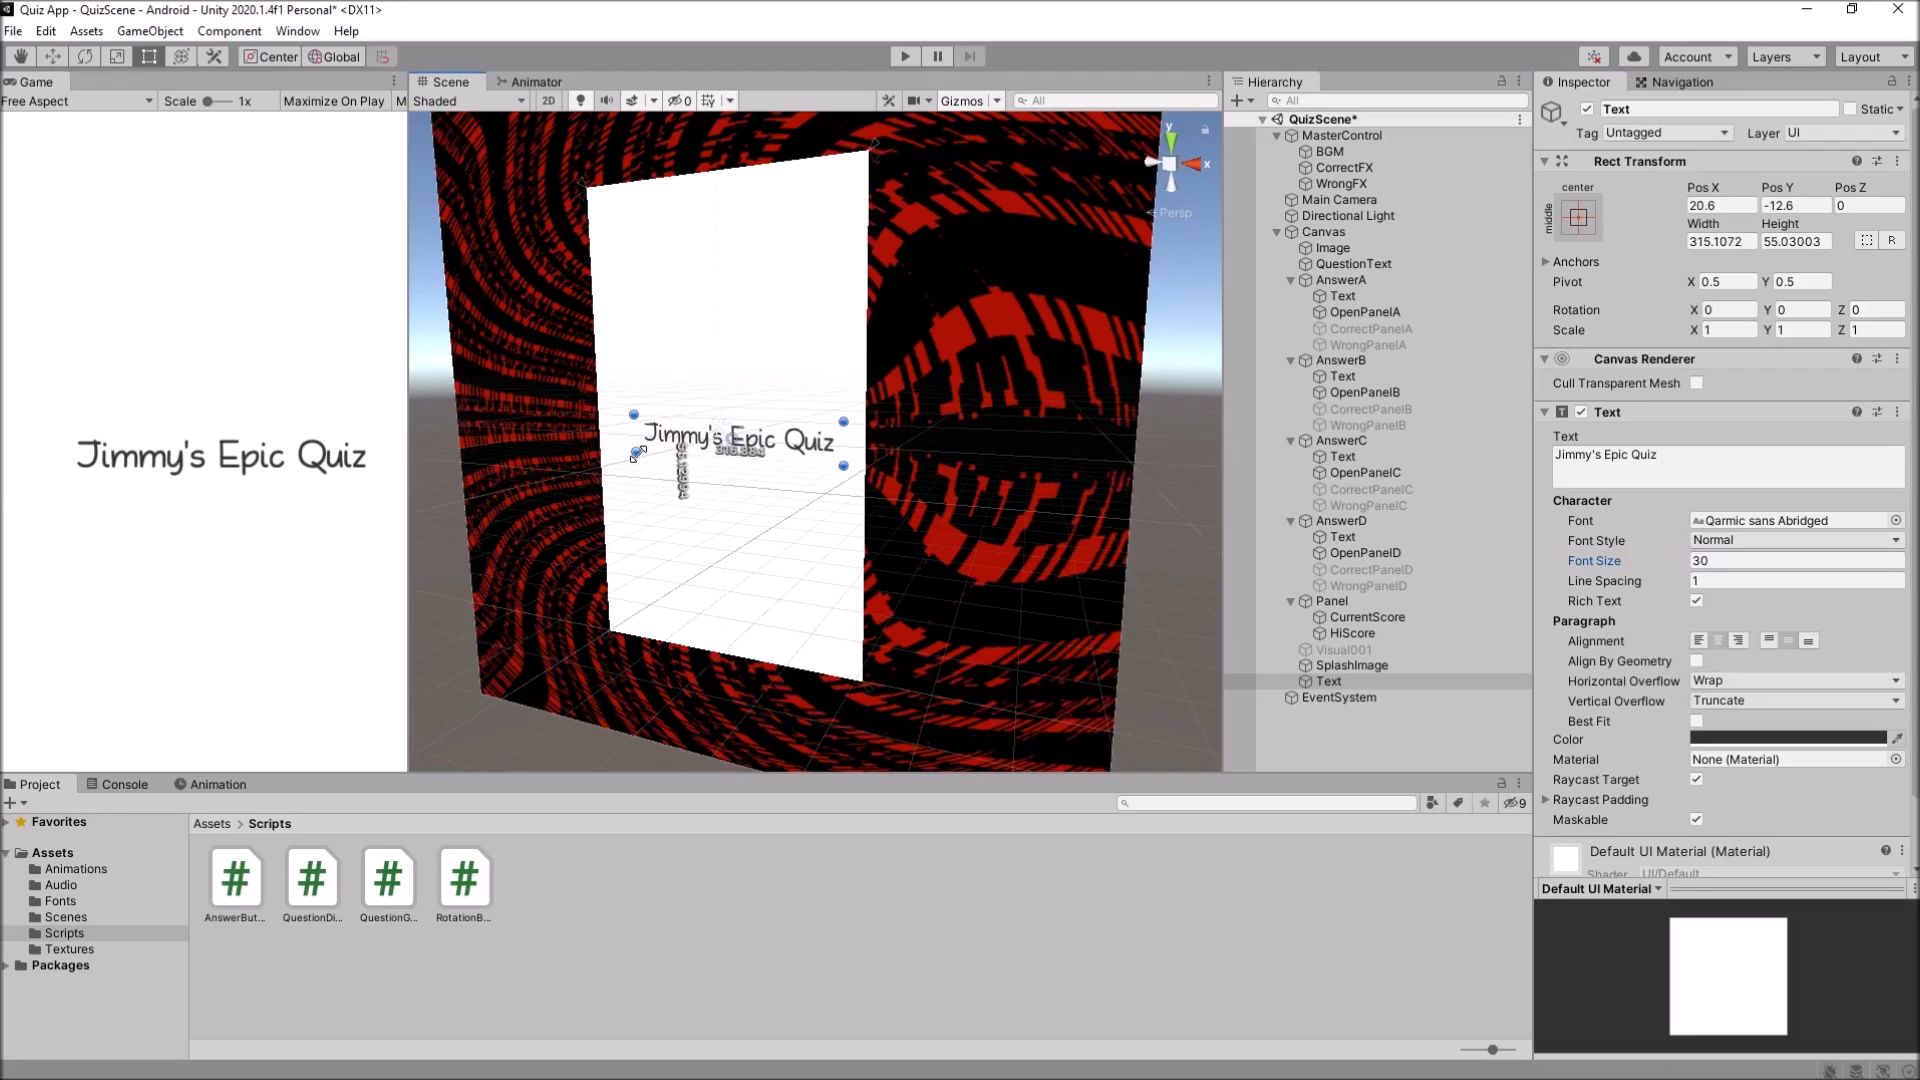 Quiz App - QuizScene - Android - Unity 2020.1.4f1 Personal* <DX11>
File Edit Assets GameObject Component Window Help
Center Global Account Layers Layout
Game
Free Aspect Scale 1x Maximize On Play M
Jimmy's Epic Quiz
Scene Animator
Shaded 2D 0 Gizmos All
y
x
Persp
Jimmy's Epic Quiz
Hierarchy
All
QuizScene*
MasterControl
BGM
CorrectFX
WrongFX
Main Camera
Directional Light
Canvas
Image
QuestionText
AnswerA
Text
OpenPanelA
CorrectPanelA
WrongPanelA
AnswerB
Text
OpenPanelB
CorrectPanelB
WrongPanelB
AnswerC
Text
OpenPanelC
CorrectPanelC
WrongPanelC
AnswerD
Text
OpenPanelD
CorrectPanelD
WrongPanelD
Panel
CurrentScore
HiScore
Visual001
SplashImage
Text
EventSystem
Inspector Navigation
Text Static
Tag Untagged Layer UI
Rect Transform
center
middle
Pos X Pos Y Pos Z
20.6 -12.6 0
Width Height
315.1072 55.03003 R
Anchors
Pivot X 0.5 Y 0.5
Rotation X 0 Y 0 Z 0
Scale X 1 Y 1 Z 1
Canvas Renderer
Cull Transparent Mesh
Text
Text
Jimmy's Epic Quiz
Character
Font Aa Qarmic sans Abridged
Font Style Normal
Font Size 30
Line Spacing 1
Rich Text
Paragraph
Alignment
Align By Geometry
Horizontal Overflow Wrap
Vertical Overflow Truncate
Best Fit
Color
Material None (Material)
Raycast Target
Raycast Padding
Maskable
Default UI Material (Material)
Shader UI/Default
Default UI Material
Project Console Animation
9
Favorites
Assets
Animations
Audio
Fonts
Scenes
Scripts
Textures
Packages
Assets > Scripts
# # # #
AnswerBut... QuestionDi... QuestionG... RotationB...